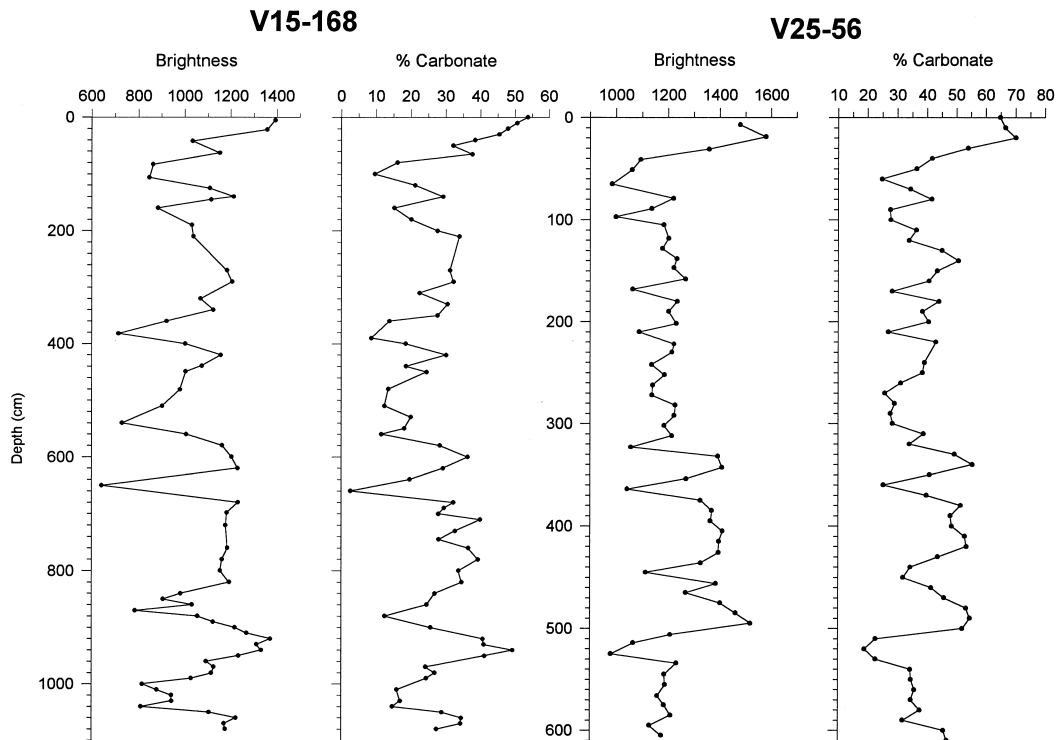 V15-168
V25-56
Brightness
% Carbonate
Brightness
% Carbonate
600 800 1000 1200 1400
0 10 20 30 40 50 60
1000 1200 1400 1600
10 20 30 40 50 60 70 80
0
200
400
600
800
1000
Depth (cm)
0
100
200
300
400
500
600